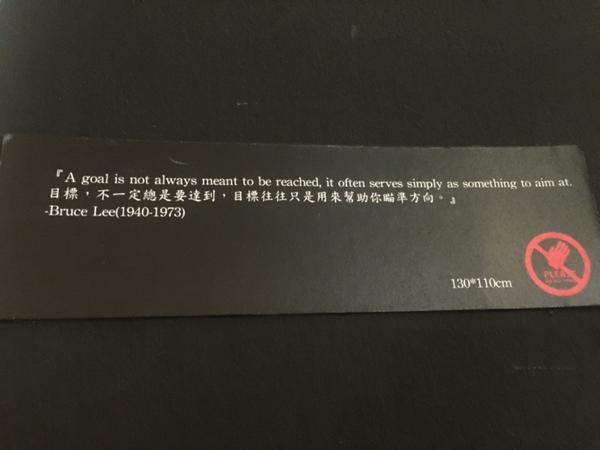 『A goal is not always meant to be reached, it often serves simply as something to aim at.
目標，不一定總是要達到，目標往往只是用來幫助你瞄準方向。』
-Bruce Lee(1940-1973)
130*110cm
PLEASE